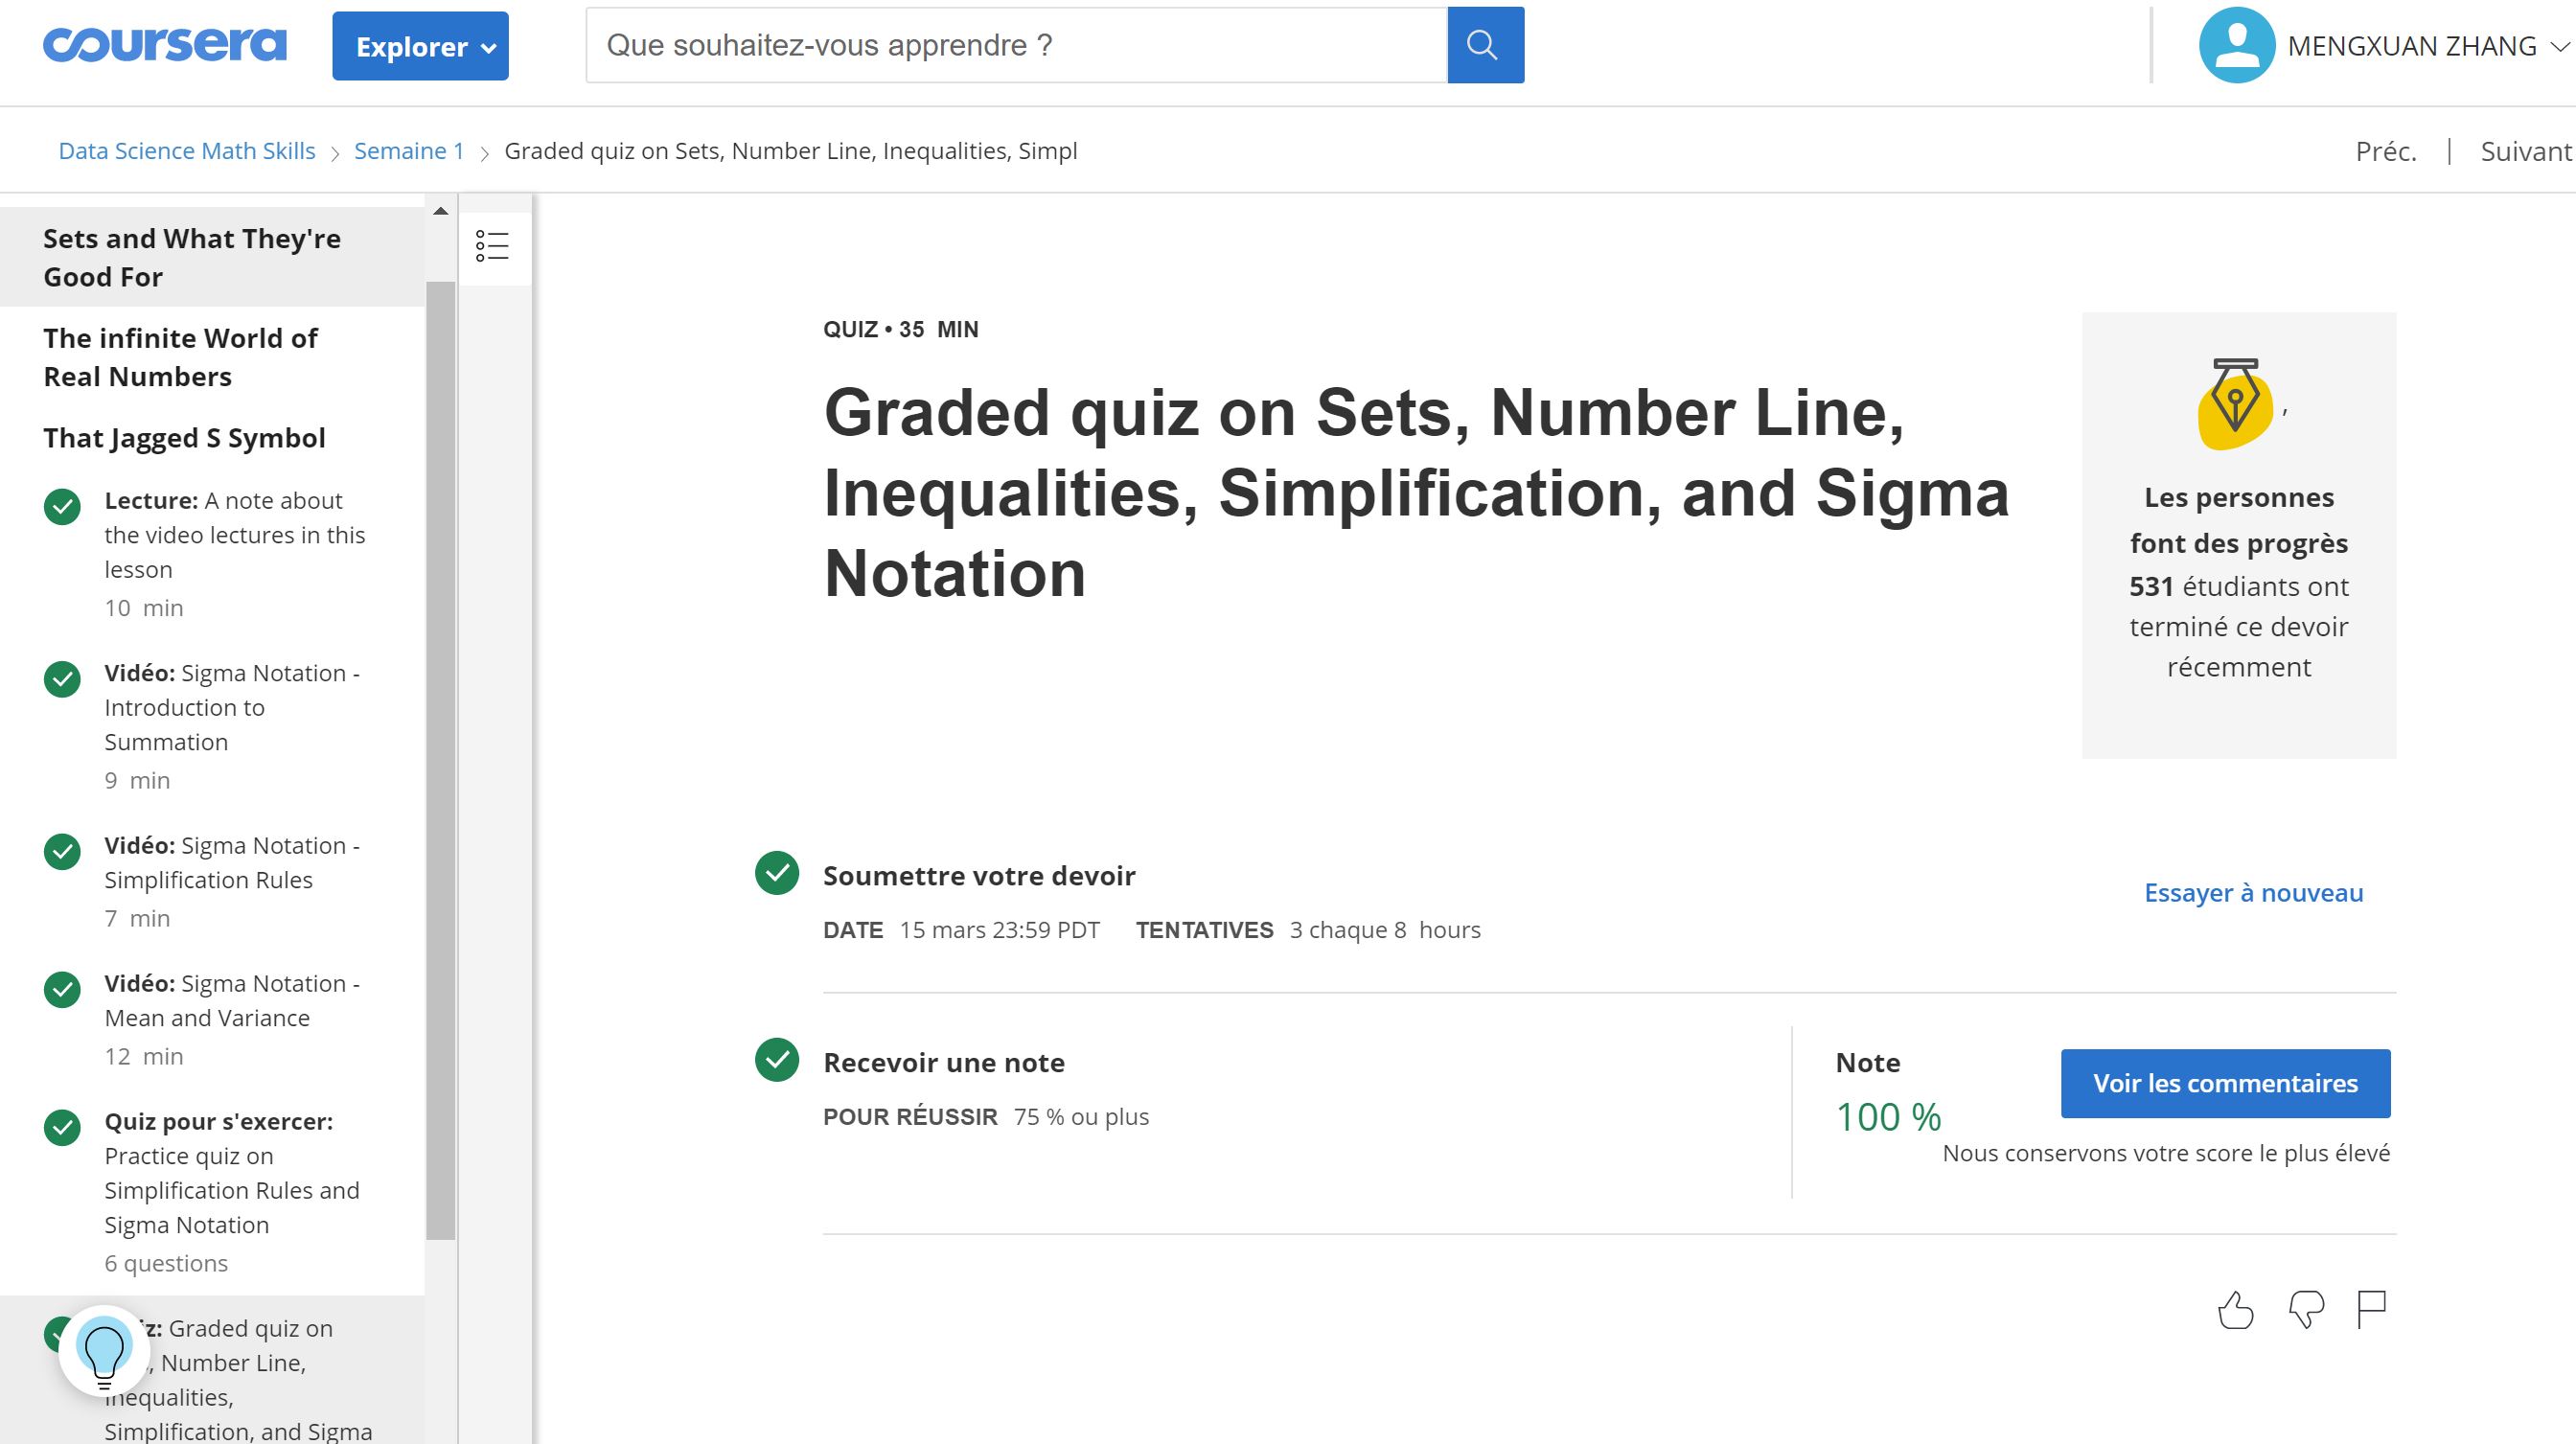 coursera
Explorer
Que souhaitez-vous apprendre ?
MENGXUAN ZHANG
Data Science Math Skills
Semaine 1
Graded quiz on Sets, Number Line, Inequalities, Simpl
Préc. | Suivant
Sets and What They're
Good For
The infinite World of
Real Numbers
That Jagged S Symbol
Lecture: A note about
the video lectures in this
lesson
10 min
Vidéo: Sigma Notation -
Introduction to
Summation
9 min
Vidéo: Sigma Notation -
Simplification Rules
7 min
Vidéo: Sigma Notation -
Mean and Variance
12 min
Quiz pour s'exercer:
Practice quiz on
Simplification Rules and
Sigma Notation
6 questions
Graded quiz on
, Number Line,
Inequalities,
Simplification, and Sigma
QUIZ • 35 MIN
Graded quiz on Sets, Number Line,
Inequalities, Simplification, and Sigma
Notation
,
Les personnes
font des progrès
531 étudiants ont
terminé ce devoir
récemment
Soumettre votre devoir
DATE 15 mars 23:59 PDT TENTATIVES 3 chaque 8 hours
Essayer à nouveau
Recevoir une note
POUR RÉUSSIR 75 % ou plus
Note
100 %
Voir les commentaires
Nous conservons votre score le plus élevé